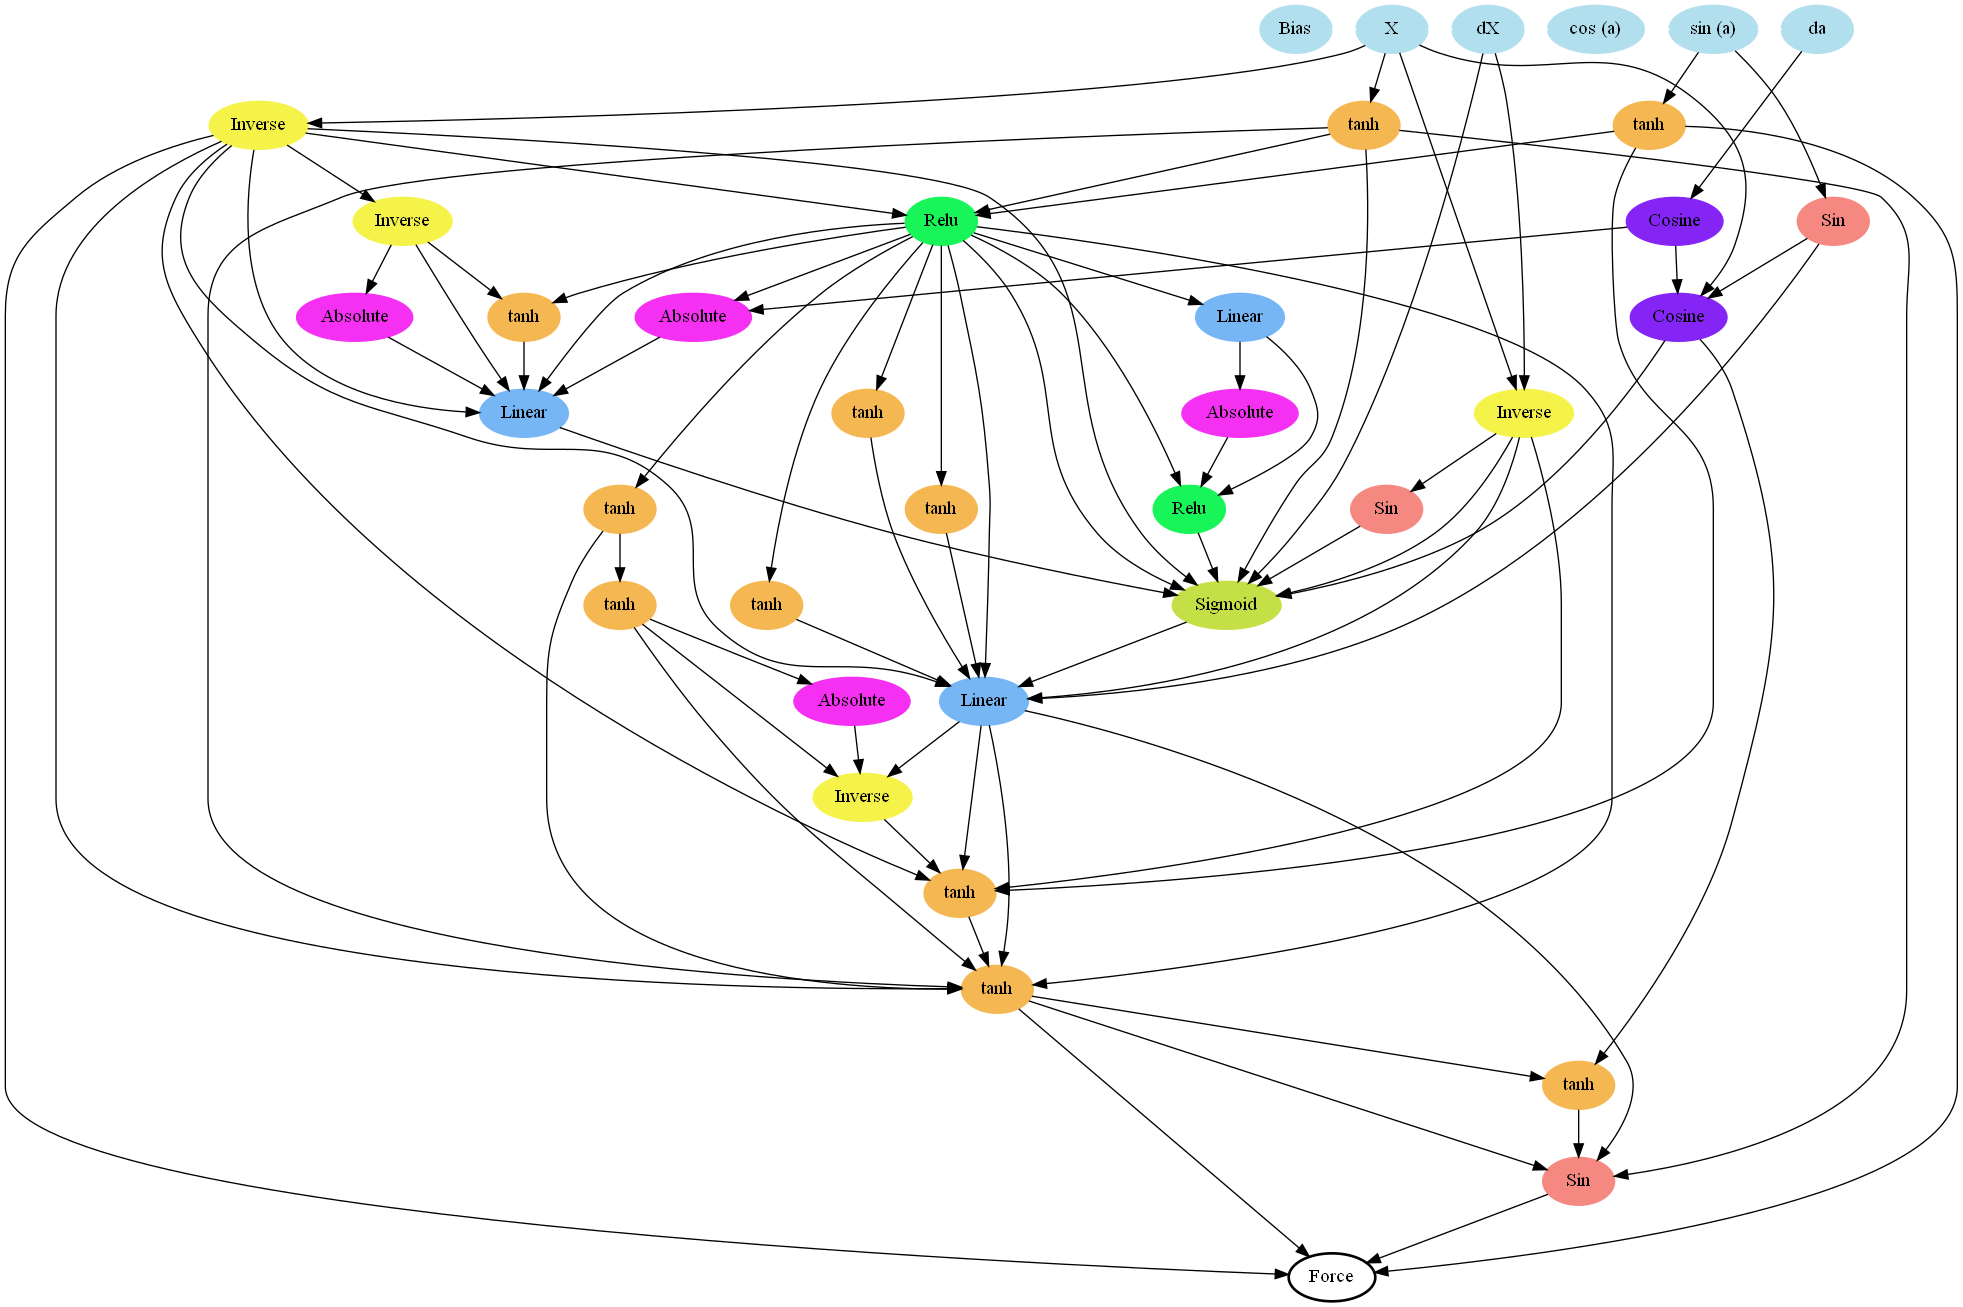 Bias
X
dX
cos (a)
sin (a)
da
Inverse
tanh
tanh
Inverse
Relu
Cosine
Sin
Absolute
tanh
Absolute
Linear
Cosine
Linear
tanh
Absolute
Inverse
tanh
tanh
Relu
Sin
tanh
tanh
Sigmoid
Absolute
Linear
Inverse
tanh
tanh
tanh
Sin
Force